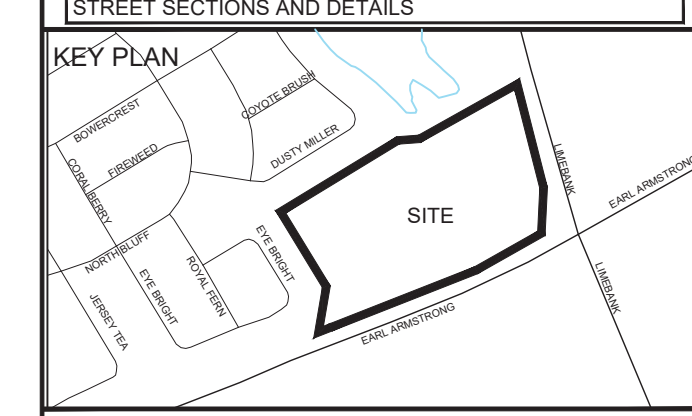 STREET SECTIONS AND DETAILS
KEY PLAN
COYOTE BRUSH
BOWERCREST
DUSTY MILLER
FIREWEED
LIMEBANK
EARL ARMSTRONG
CORAL BERRY
SITE
NORTH BLUFF
EYE BRIGHT
ROYAL FERN
EYE BRIGHT
LIMEBANK
JERSEY TEA
EARL ARMSTRONG